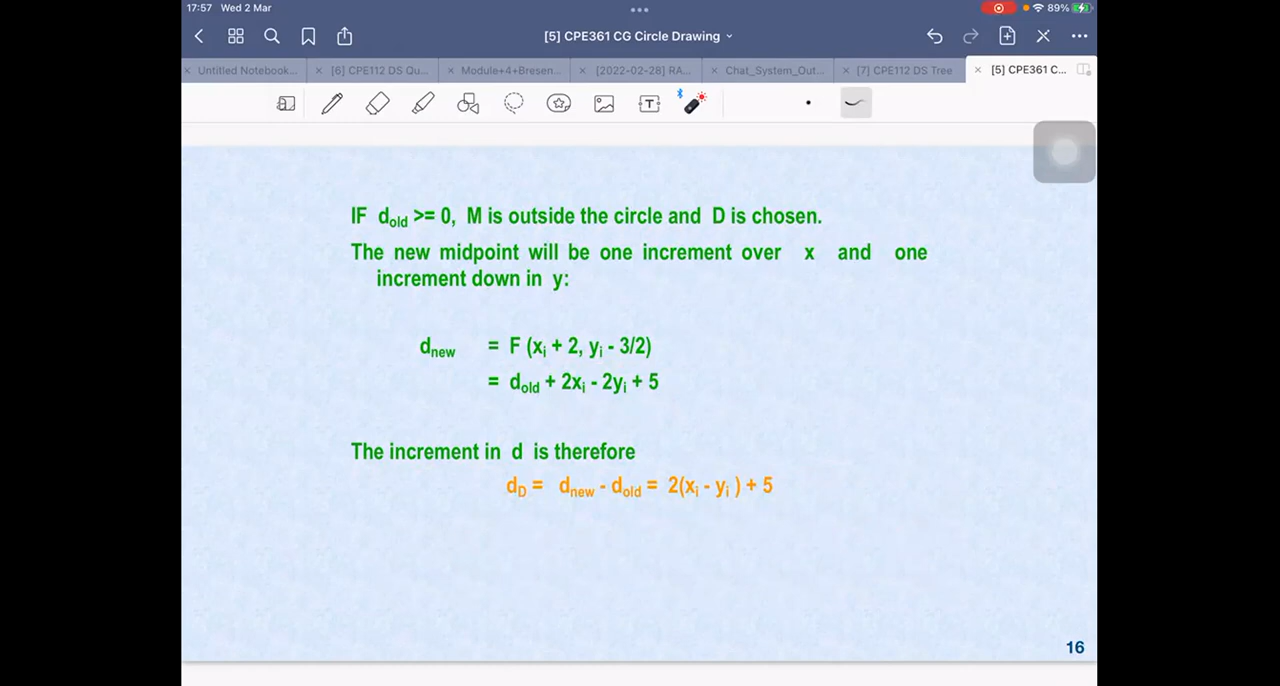 17:57 Wed 2 Mar
89%
[5] CPE361 CG Circle Drawing
Untitled Notebook...
[6] CPE112 DS Qu...
Module+4+Bresen...
[2022-02-28] RA...
Chat_System_Out...
[7] CPE112 DS Tree
[5] CPE361 C...
T
IF d_old >= 0, M is outside the circle and D is chosen.
The new midpoint will be one increment over x and one
increment down in y:
d_new = F (x_i + 2, y_i - 3/2)
= d_old + 2x_i - 2y_i + 5
The increment in d is therefore
d_D = d_new - d_old = 2(x_i - y_i ) + 5
16